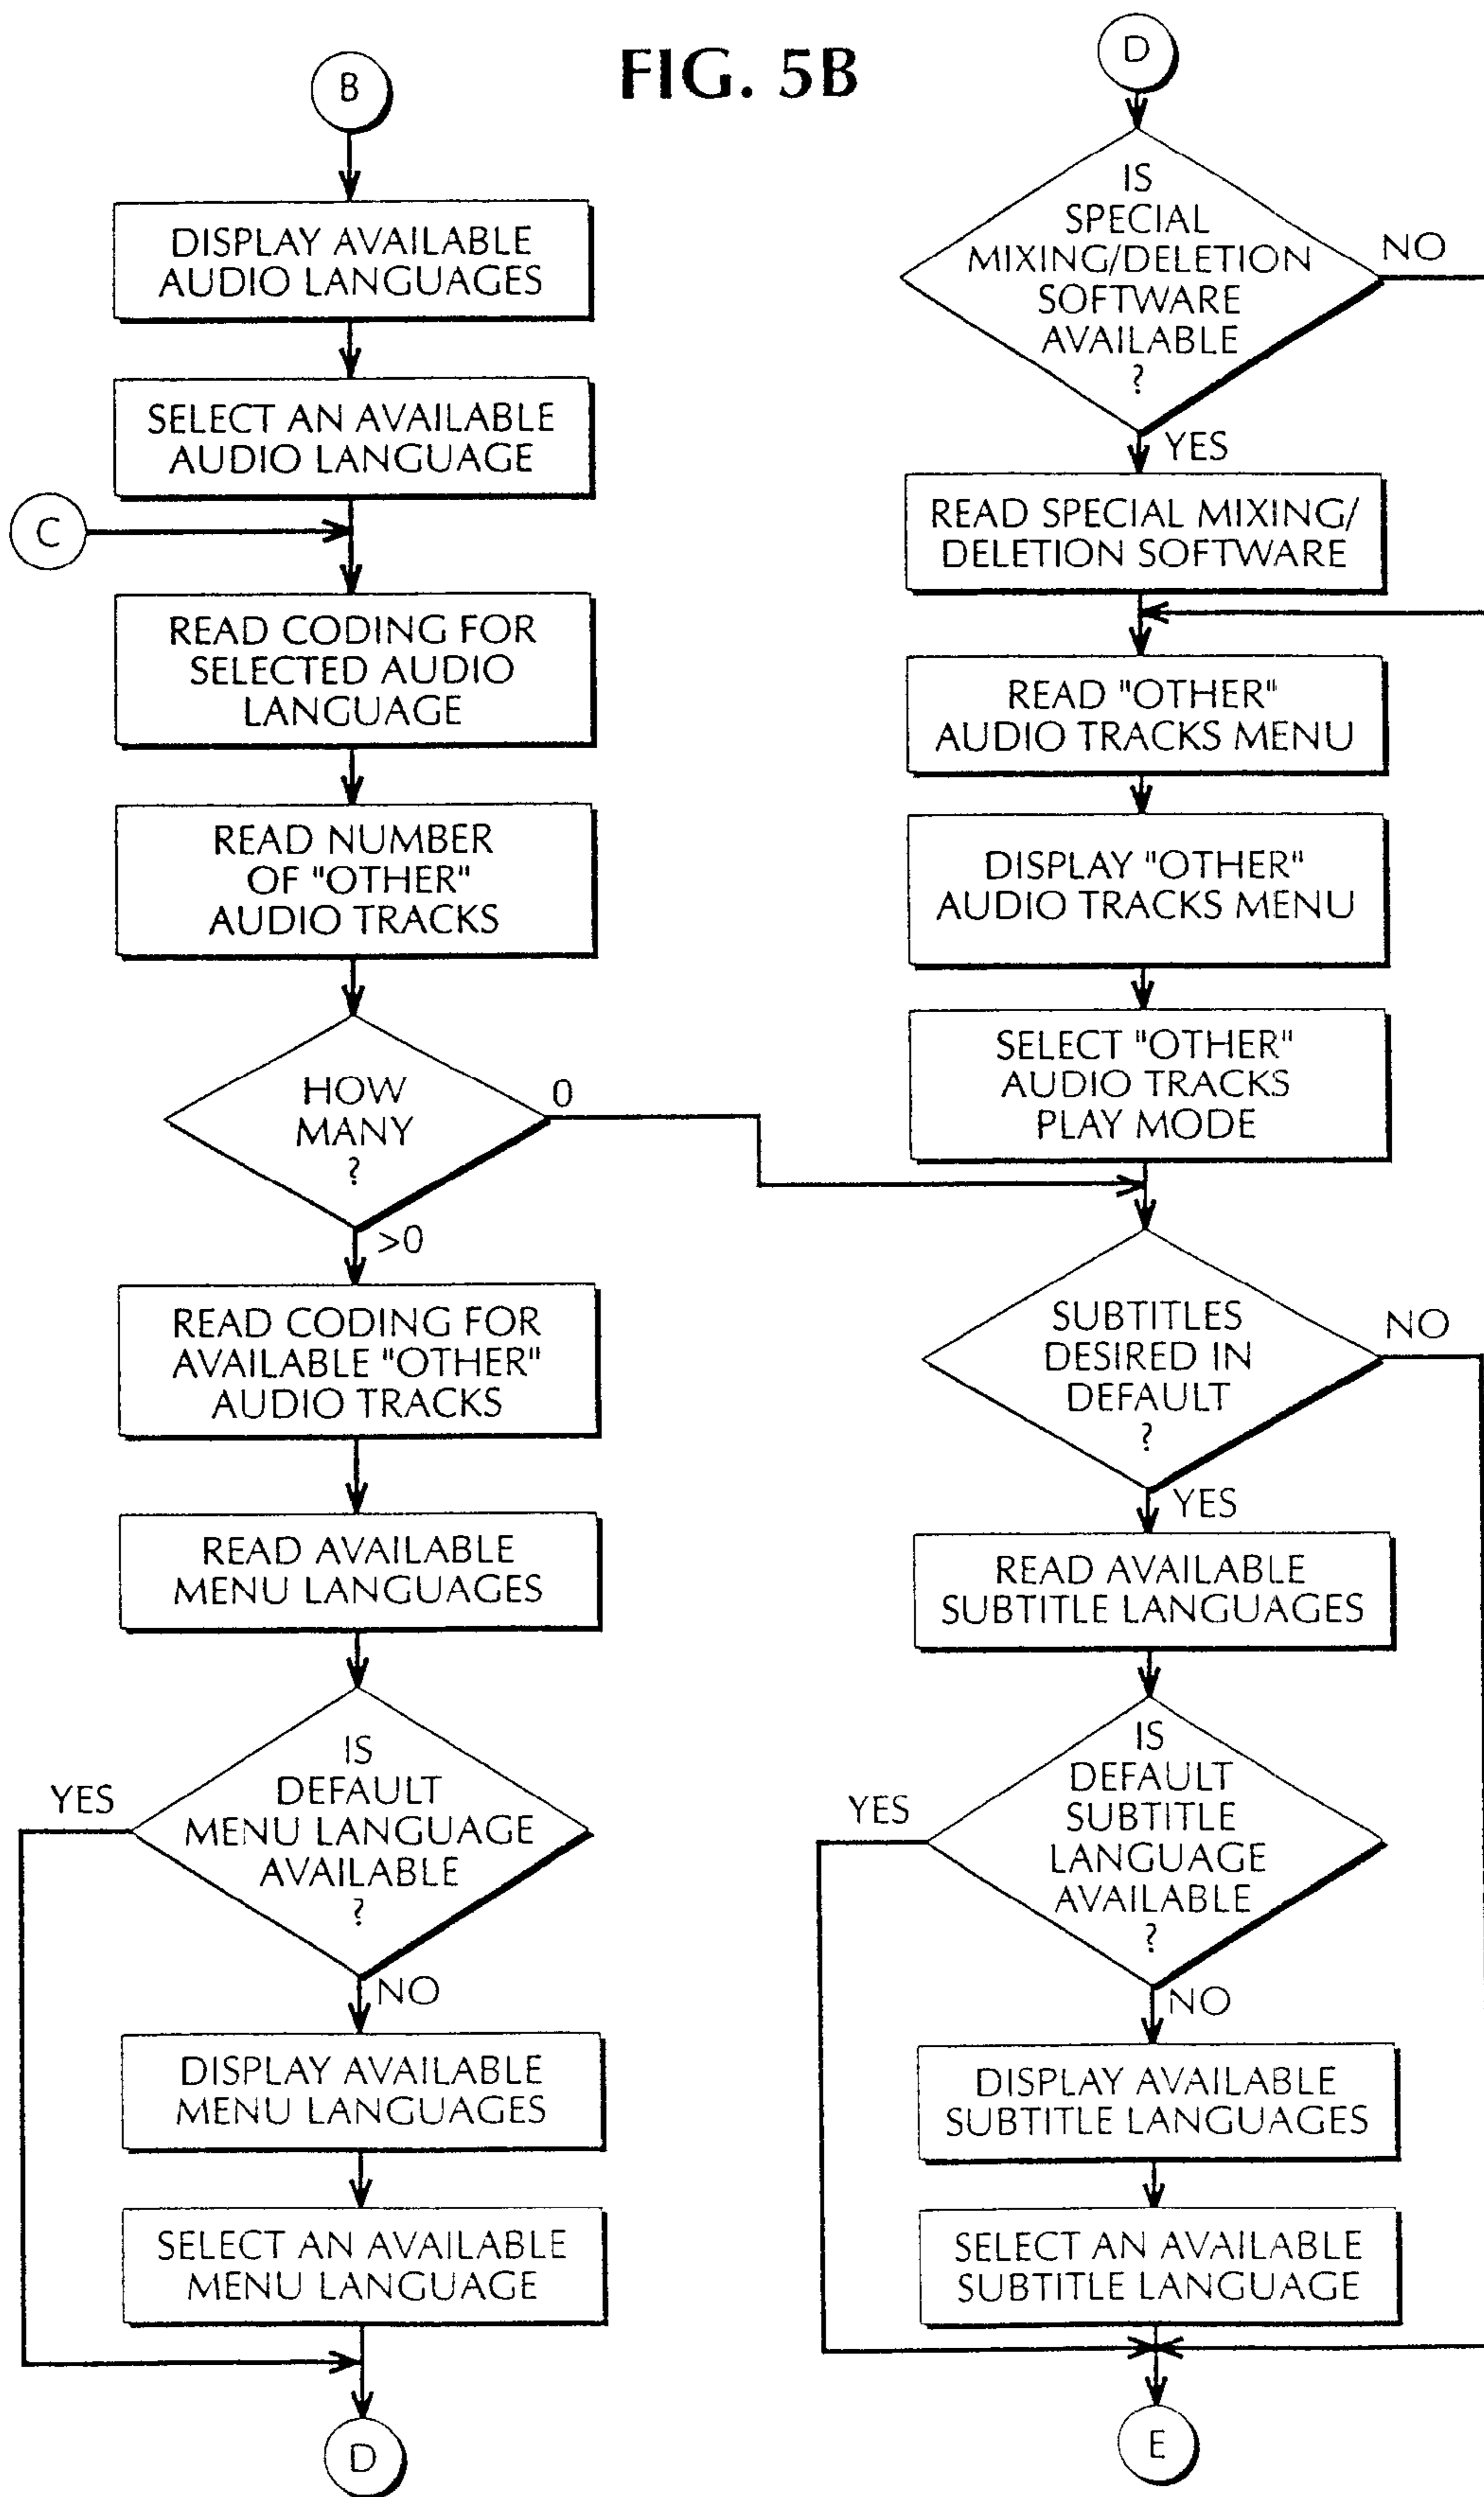 FIG. 5B
B
DISPLAY AVAILABLE
AUDIO LANGUAGES
SELECT AN AVAILABLE
AUDIO LANGUAGE
C
READ CODING FOR
SELECTED AUDIO
LANGUAGE
READ NUMBER
OF "OTHER"
AUDIO TRACKS
HOW
MANY
?
0
>0
READ CODING FOR
AVAILABLE "OTHER"
AUDIO TRACKS
READ AVAILABLE
MENU LANGUAGES
IS
DEFAULT
MENU LANGUAGE
AVAILABLE
?
YES
NO
DISPLAY AVAILABLE
MENU LANGUAGES
SELECT AN AVAILABLE
MENU LANGUAGE
D
D
IS
SPECIAL
MIXING/DELETION
SOFTWARE
AVAILABLE
?
NO
YES
READ SPECIAL MIXING/
DELETION SOFTWARE
READ "OTHER"
AUDIO TRACKS MENU
DISPLAY "OTHER"
AUDIO TRACKS MENU
SELECT "OTHER"
AUDIO TRACKS
PLAY MODE
SUBTITLES
DESIRED IN
DEFAULT
?
NO
YES
READ AVAILABLE
SUBTITLE LANGUAGES
IS
DEFAULT
SUBTITLE
LANGUAGE
AVAILABLE
?
YES
NO
DISPLAY AVAILABLE
SUBTITLE LANGUAGES
SELECT AN AVAILABLE
SUBTITLE LANGUAGE
E